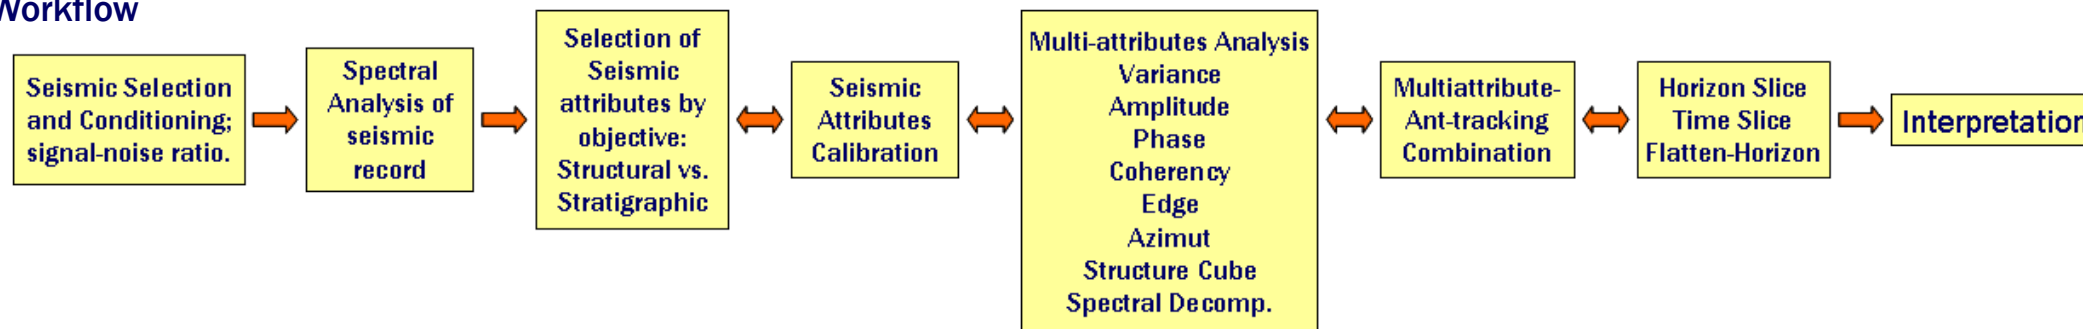 Workflow
Seismic Selection
and Conditioning;
signal-noise ratio.
Spectral
Analysis of
seismic
record
Selection of
Seismic
attributes by
objective:
Structural vs.
Stratigraphic
Seismic
Attributes
Calibration
Multi-attributes Analysis
Variance
Amplitude
Phase
Coherency
Edge
Azimut
Structure Cube
Spectral Decomp.
Multiattribute-
Ant-tracking
Combination
Horizon Slice
Time Slice
Flatten-Horizon
Interpretation